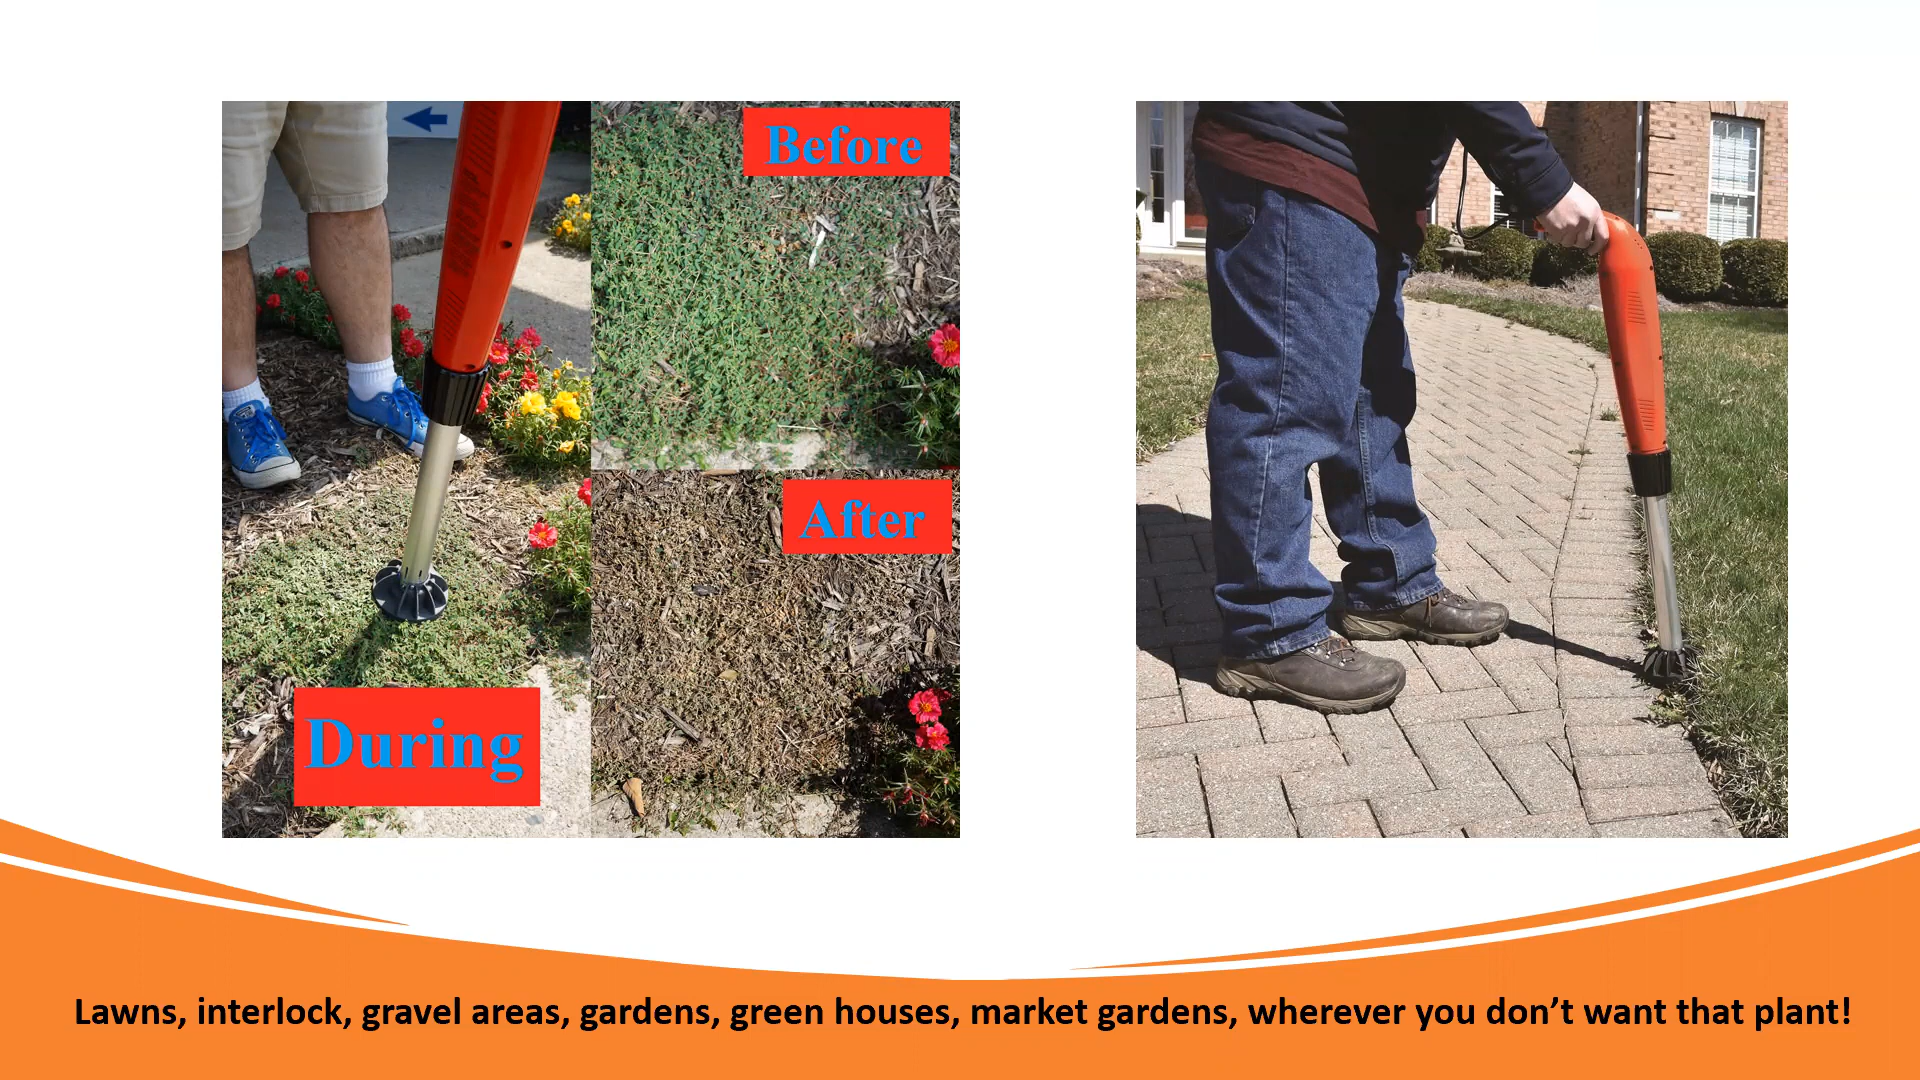 Before
After
During
Lawns, interlock, gravel areas, gardens, green houses, market gardens, wherever you don’t want that plant!